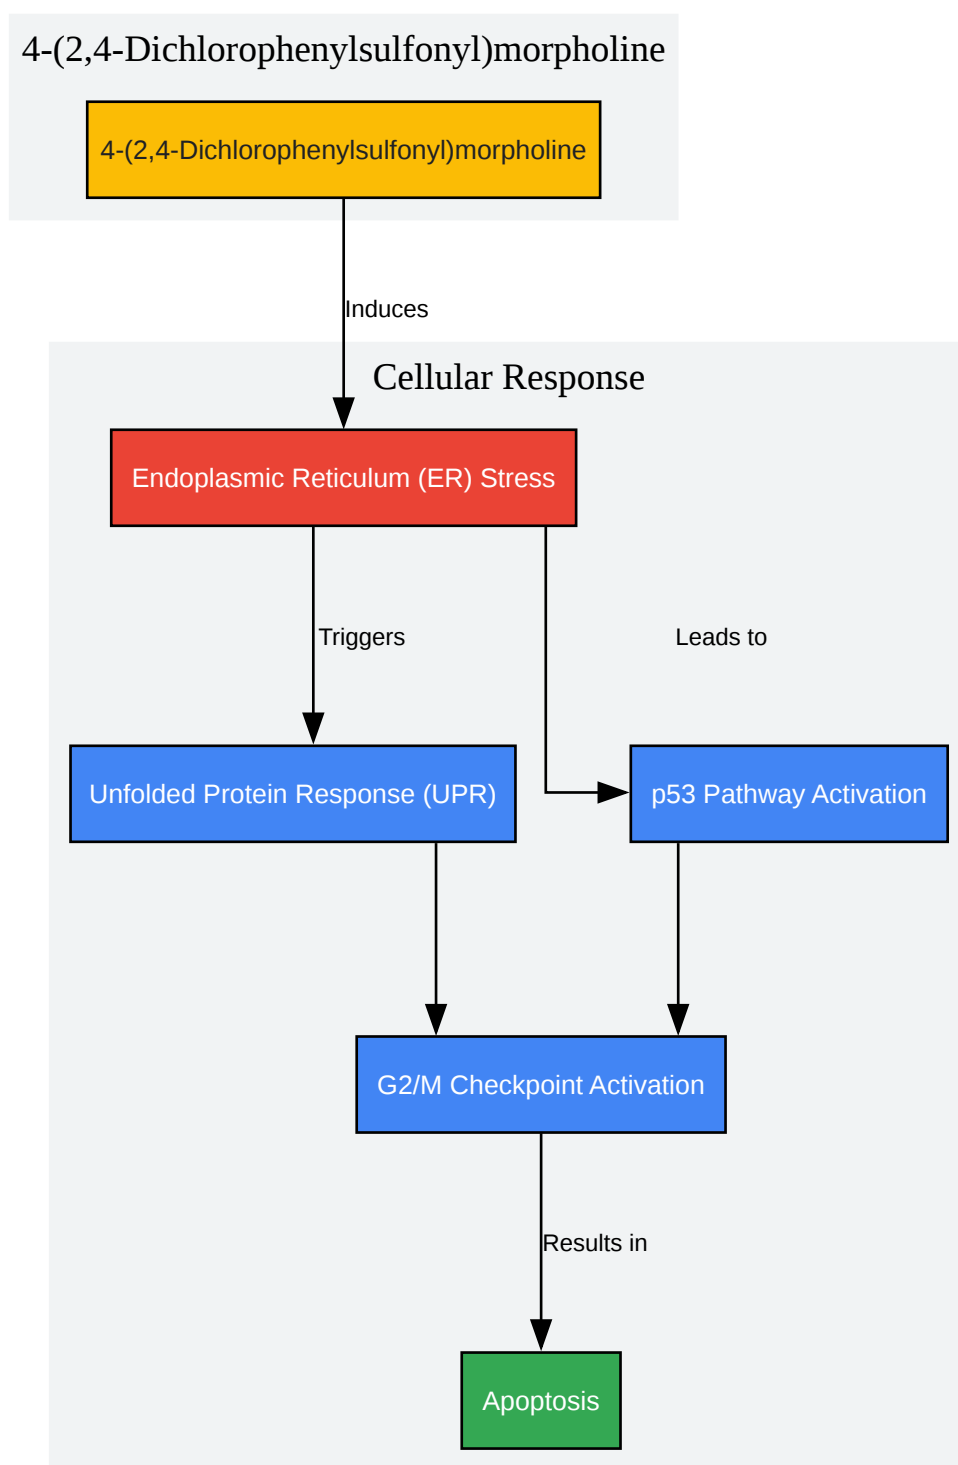 4-(2,4-Dichlorophenylsulfonyl)morpholine
4-(2,4-Dichlorophenylsulfonyl)morpholine
Induces
Cellular Response
Endoplasmic Reticulum (ER) Stress
Triggers
Leads to
Unfolded Protein Response (UPR)
p53 Pathway Activation
G2/M Checkpoint Activation
Results in
Apoptosis